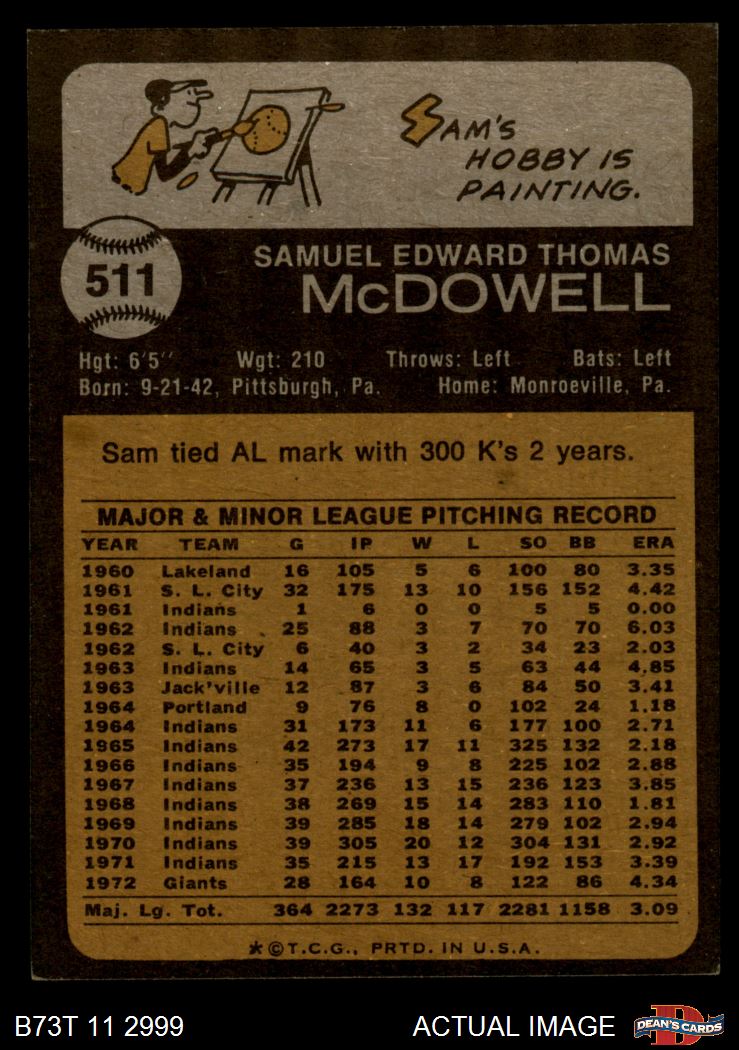 SAM'S
HOBBY IS
PAINTING.
511
SAMUEL EDWARD THOMAS
McDOWELL
Hgt: 6'5" Wgt: 210 Throws: Left Bats: Left
Born: 9-21-42, Pittsburgh, Pa. Home: Monroeville, Pa.
Sam tied AL mark with 300 K's 2 years.
MAJOR & MINOR LEAGUE PITCHING RECORD
YEAR TEAM G IP W L SO BB ERA
1960 Lakeland 16 105 5 6 100 80 3.35
1961 S. L. City 32 175 13 10 156 152 4.42
1961 Indians 1 6 0 0 5 5 0.00
1962 Indians 25 88 3 7 70 70 6.03
1962 S. L. City 6 40 3 2 34 23 2.03
1963 Indians 14 65 3 5 63 44 4.85
1963 Jack'ville 12 87 3 6 84 50 3.41
1964 Portland 9 76 8 0 102 24 1.18
1964 Indians 31 173 11 6 177 100 2.71
1965 Indians 42 273 17 11 325 132 2.18
1966 Indians 35 194 9 8 225 102 2.88
1967 Indians 37 236 13 15 236 123 3.85
1968 Indians 38 269 15 14 283 110 1.81
1969 Indians 39 285 18 14 279 102 2.94
1970 Indians 39 305 20 12 304 131 2.92
1971 Indians 35 215 13 17 192 153 3.39
1972 Giants 28 164 10 8 122 86 4.34
Maj. Lg. Tot. 364 2273 132 117 2281 1158 3.09
★©T.C.G., PRTD. IN U.S.A.
B73T 11 2999 ACTUAL IMAGE DEAN'S CARDS